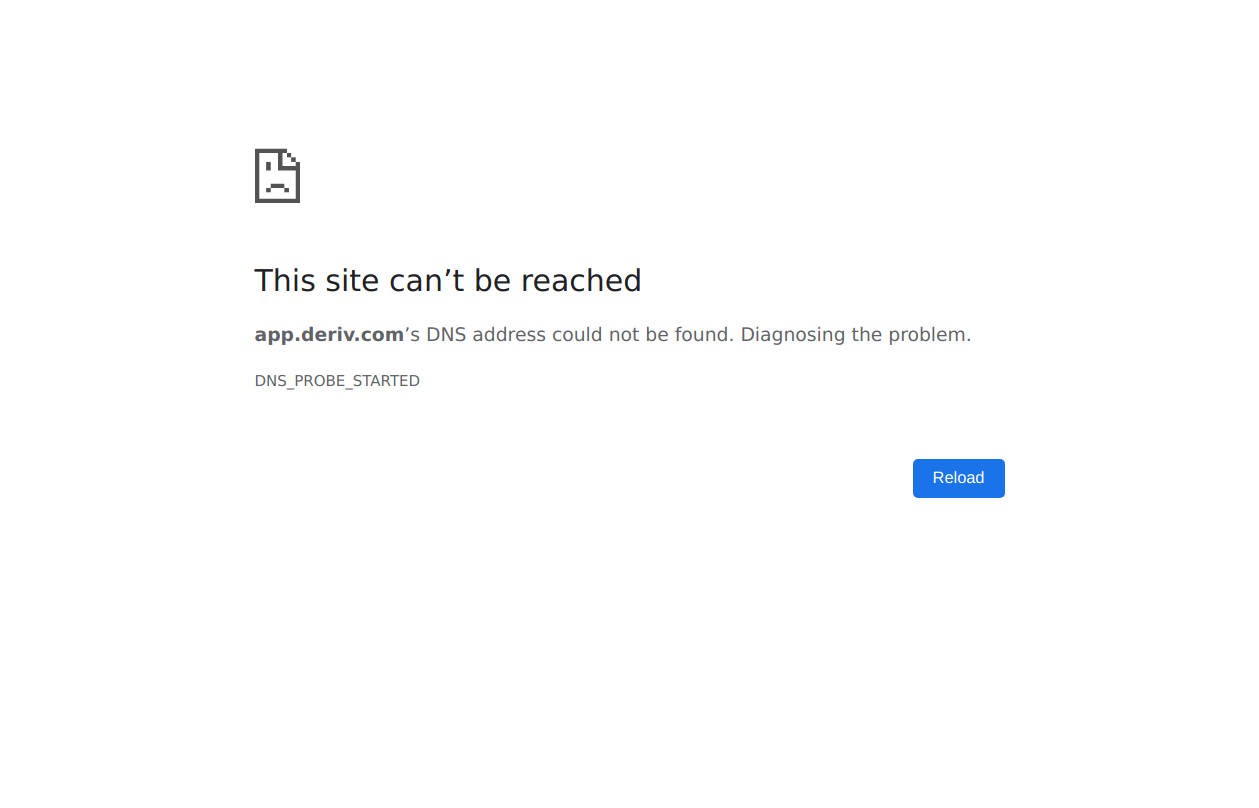 This site can’t be reached
app.deriv.com’s DNS address could not be found. Diagnosing the problem.
DNS_PROBE_STARTED
Reload